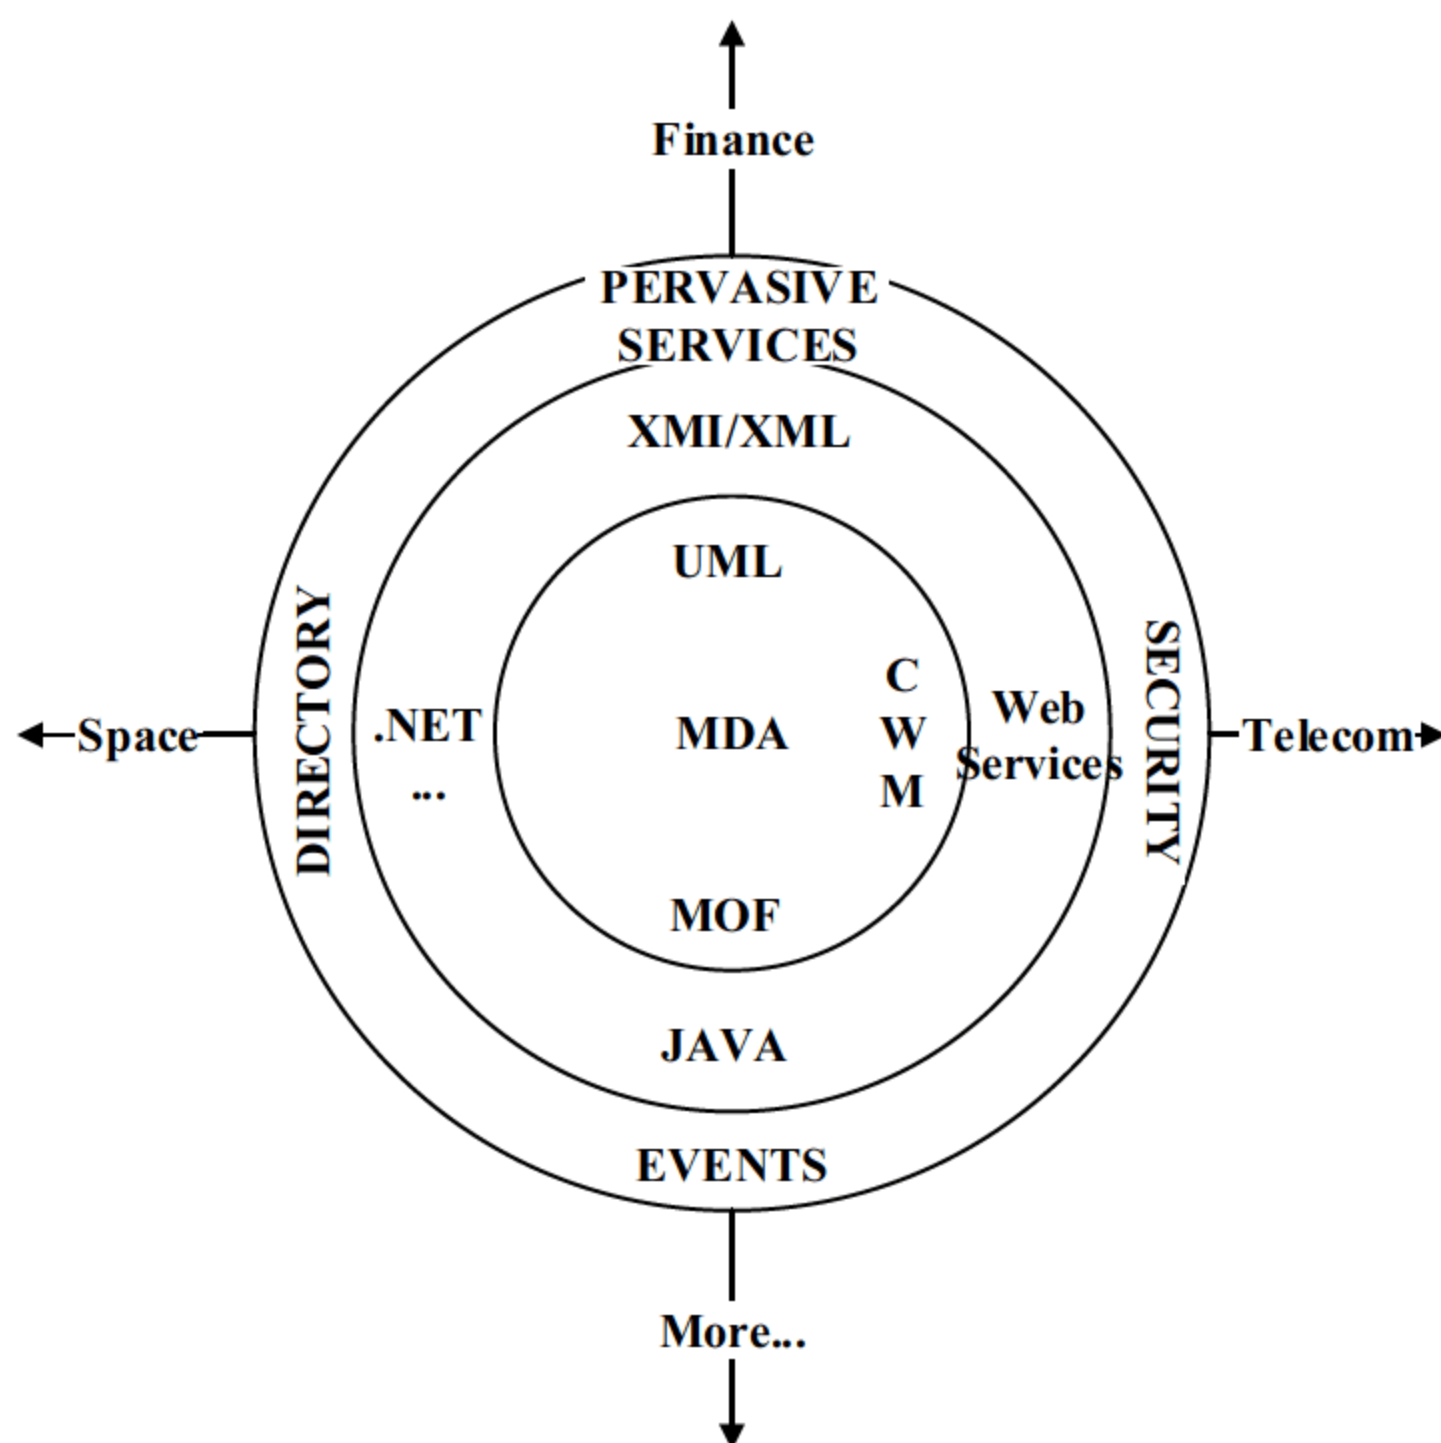 Finance
PERVASIVE
SERVICES
XMI/XML
UML
DIRECTORY
SECURITY
C
W
M
Space
.NET
...
MDA
Web
Services
Telecom
MOF
JAVA
EVENTS
More...